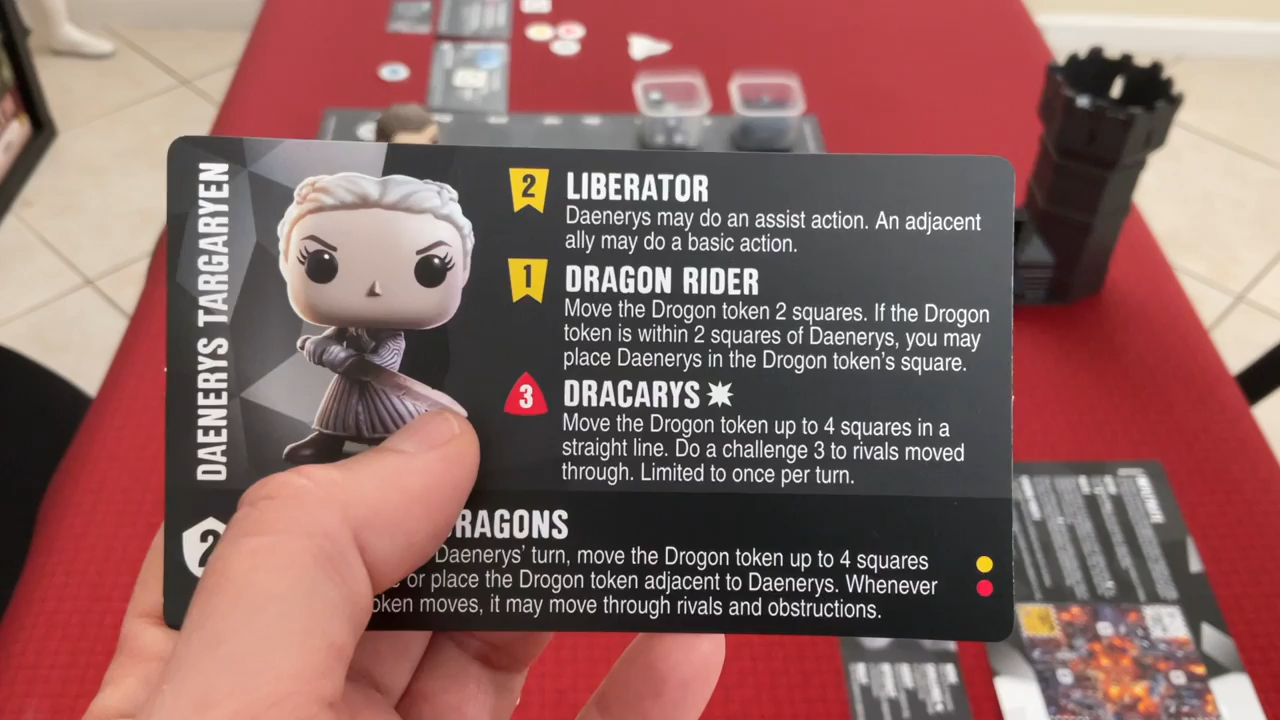 DAENERYS TARGARYEN
2
2 LIBERATOR
Daenerys may do an assist action. An adjacent
ally may do a basic action.
1 DRAGON RIDER
Move the Drogon token 2 squares. If the Drogon
token is within 2 squares of Daenerys, you may
place Daenerys in the Drogon token's square.
3 DRACARYS
Move the Drogon token up to 4 squares in a
straight line. Do a challenge 3 to rivals moved
through. Limited to once per turn.
RAGONS
Daenerys' turn, move the Drogon token up to 4 squares
or place the Drogon token adjacent to Daenerys. Whenever
oken moves, it may move through rivals and obstructions.